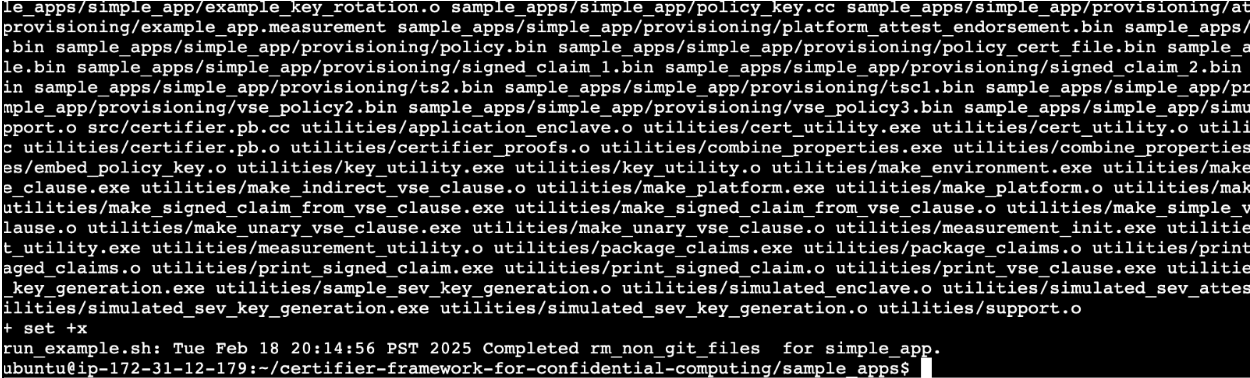 le_apps/simple_app/example_key_rotation.o sample_apps/simple_app/policy_key.cc sample_apps/simple_app/provisioning/at
provisioning/example_app.measurement sample_apps/simple_app/provisioning/platform_attest_endorsement.bin sample_apps/
.bin sample_apps/simple_app/provisioning/policy.bin sample_apps/simple_app/provisioning/policy_cert_file.bin sample_a
le.bin sample_apps/simple_app/provisioning/signed_claim_1.bin sample_apps/simple_app/provisioning/signed_claim_2.bin
in sample_apps/simple_app/provisioning/ts2.bin sample_apps/simple_app/provisioning/tsc1.bin sample_apps/simple_app/pr
mple_app/provisioning/vse_policy2.bin sample_apps/simple_app/provisioning/vse_policy3.bin sample_apps/simple_app/simu
pport.o src/certifier.pb.cc utilities/application_enclave.o utilities/cert_utility.exe utilities/cert_utility.o utili
c utilities/certifier.pb.o utilities/certifier_proofs.o utilities/combine_properties.exe utilities/combine_properties
es/embed_policy_key.o utilities/key_utility.exe utilities/key_utility.o utilities/make_environment.exe utilities/make
e_clause.exe utilities/make_indirect_vse_clause.o utilities/make_platform.exe utilities/make_platform.o utilities/mak
utilities/make_signed_claim_from_vse_clause.exe utilities/make_signed_claim_from_vse_clause.o utilities/make_simple_v
lause.o utilities/make_unary_vse_clause.exe utilities/make_unary_vse_clause.o utilities/measurement_init.exe utilitie
t_utility.exe utilities/measurement_utility.o utilities/package_claims.exe utilities/package_claims.o utilities/print
aged_claims.o utilities/print_signed_claim.exe utilities/print_signed_claim.o utilities/print_vse_clause.exe utilitie
_key_generation.exe utilities/sample_sev_key_generation.o utilities/simulated_enclave.o utilities/simulated_sev_attes
ilities/simulated_sev_key_generation.exe utilities/simulated_sev_key_generation.o utilities/support.o
+ set +x
run_example.sh: Tue Feb 18 20:14:56 PST 2025 Completed rm_non_git_files  for simple_app.
ubuntu@ip-172-31-12-179:~/certifier-framework-for-confidential-computing/sample_apps$